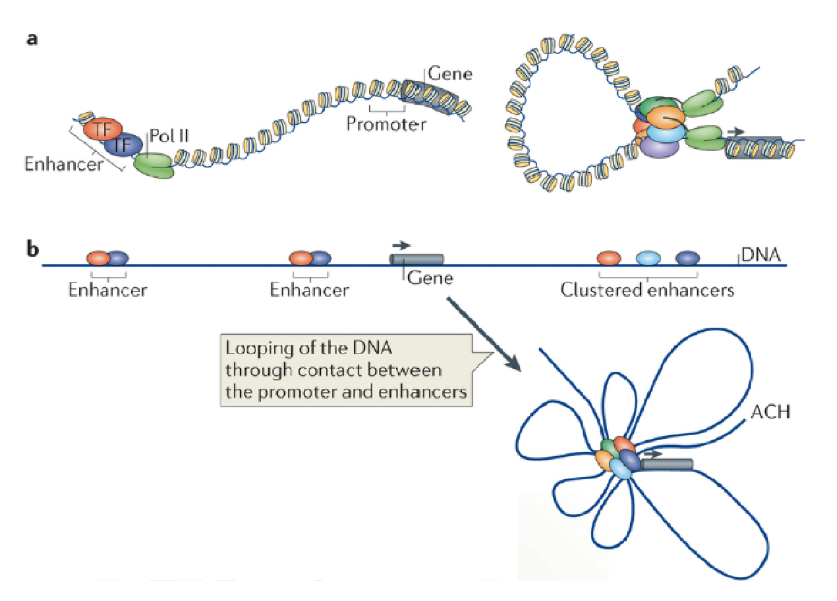 a
Gene
TF
TF
Pol II
Promoter
Enhancer
b
DNA
Gene
Enhancer
Enhancer
Clustered enhancers
Looping of the DNA
through contact between
the promoter and enhancers
ACH